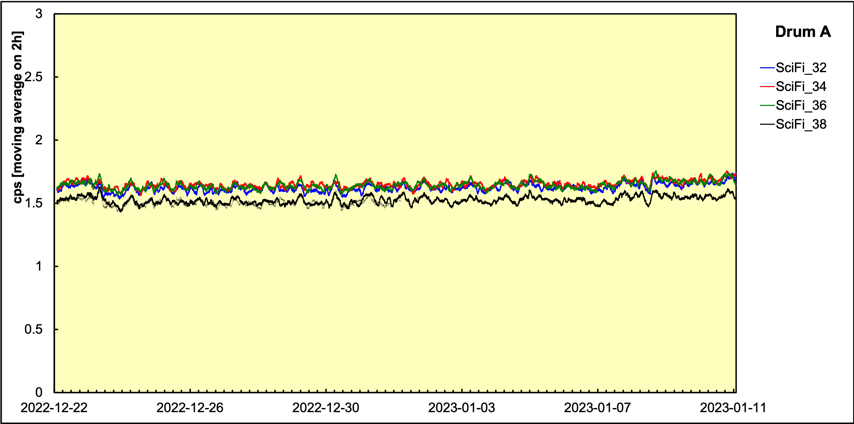 Drum A
cps [moving average on 2h]
3
2.5
2
1.5
1
0.5
0
2022-12-22
2022-12-26
2022-12-30
2023-01-03
2023-01-07
2023-01-11
SciFi_32
SciFi_34
SciFi_36
SciFi_38